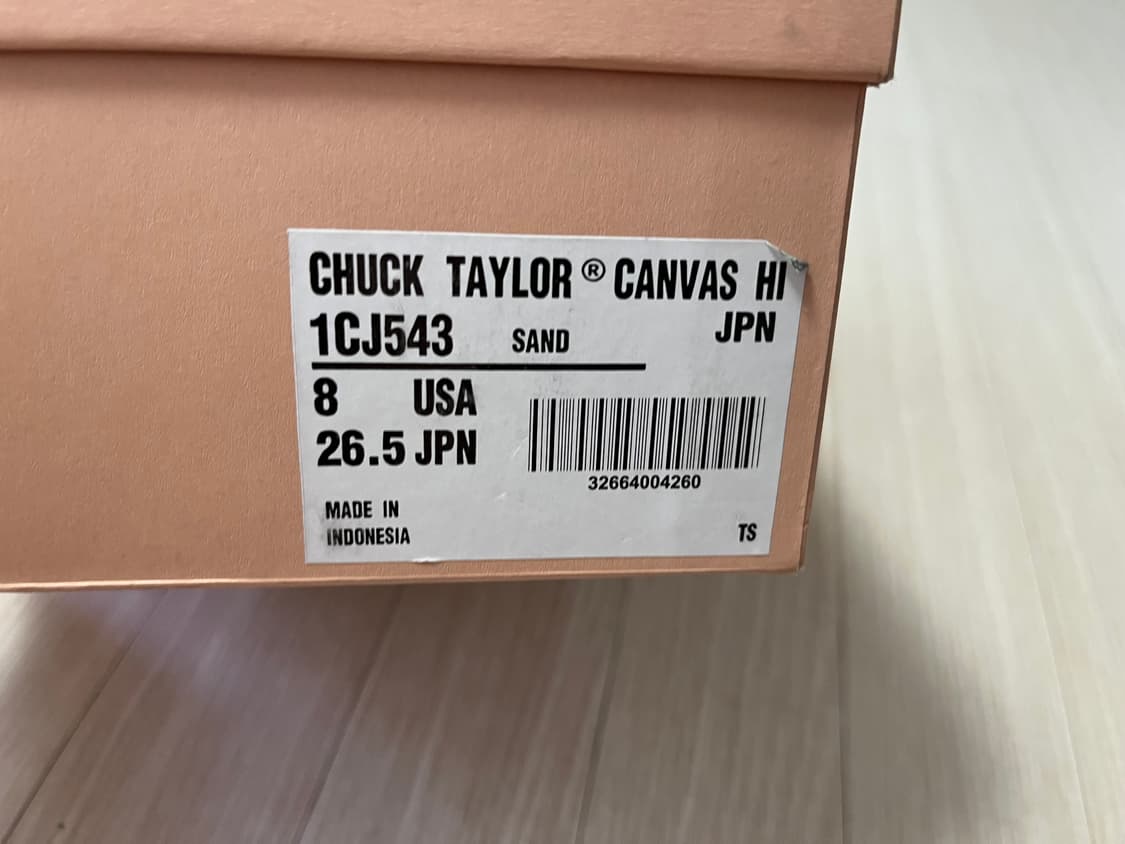 CHUCK TAYLOR® CANVAS HI
JPN
1CJ543 SAND
8 USA
26.5 JPN
32664004260
MADE IN
INDONESIA
TS